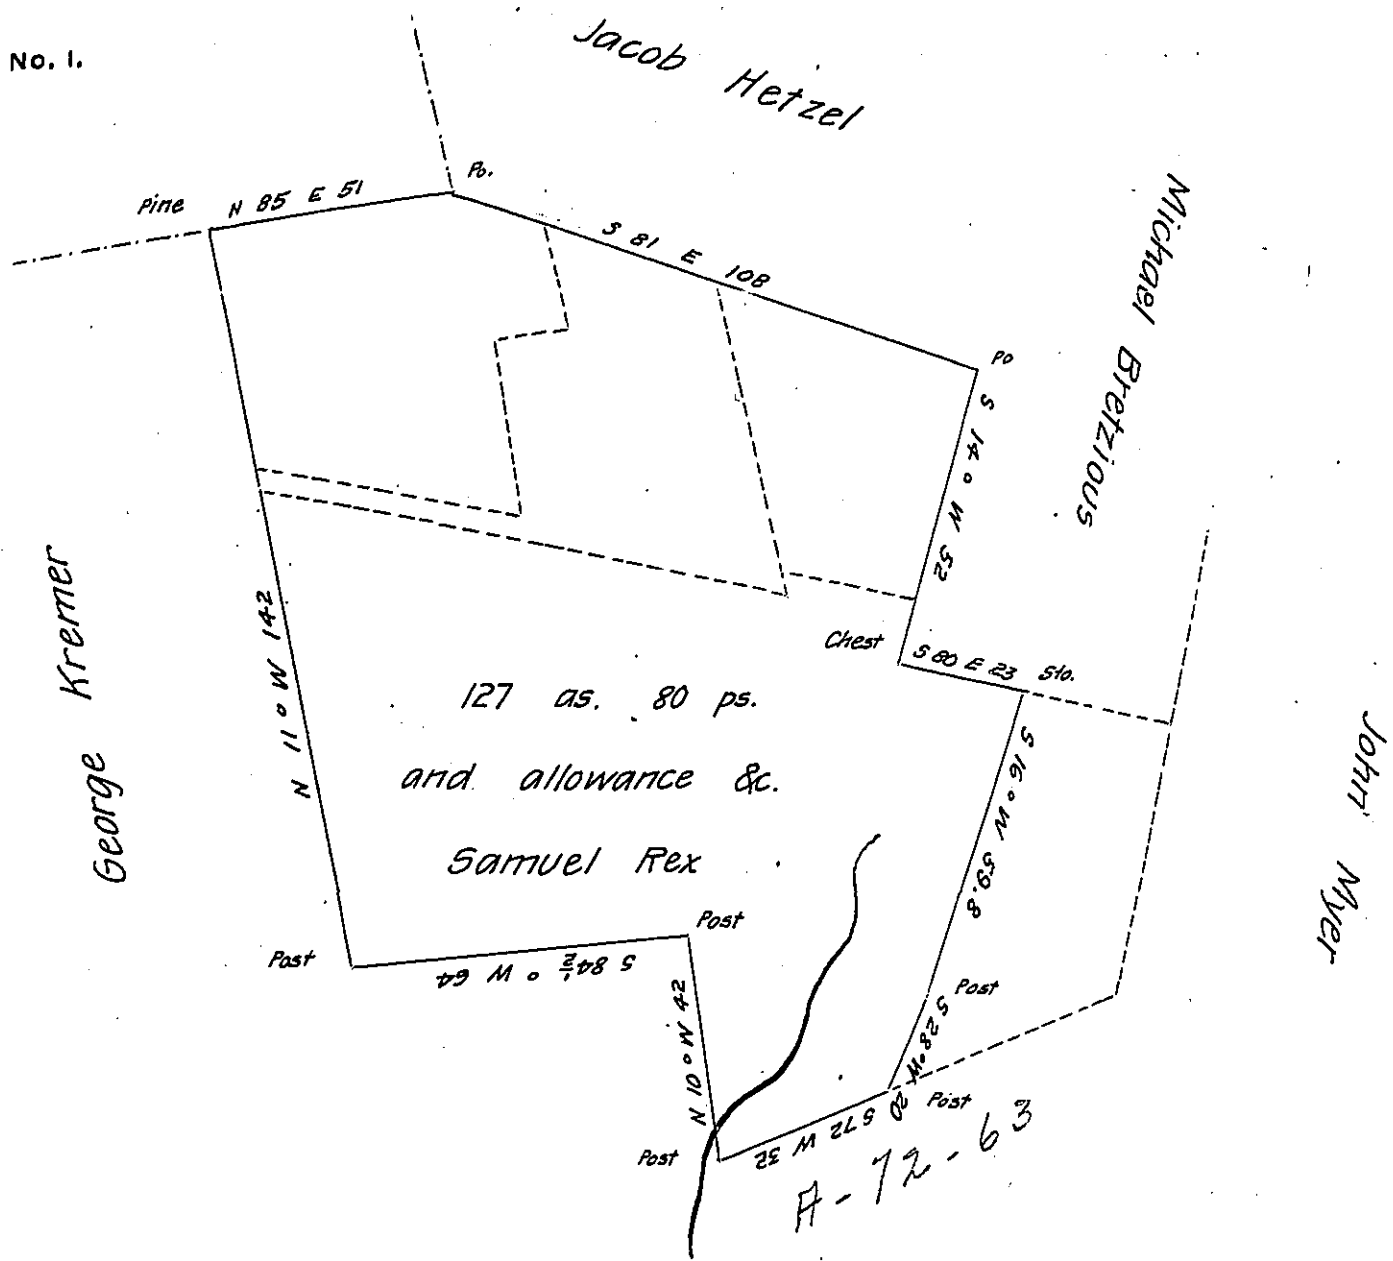 No. 1.
Jacob Hetzel
Pine
N 85 E 51
Po.
S 81 E 108
Po
Michael Bretzious
S 14° W 52
Chest
S 80 E 23
Sto.
George Kremer
N 11° W 142
127 as. 80 ps.
and allowance &c.
Samuel Rex
S 16° W 59.8
John Myer
Post
S 84½° W 64
Post
N 10° W 42
Post
S 28° W 20
Post
S 72 W 32
Post
A-72-63